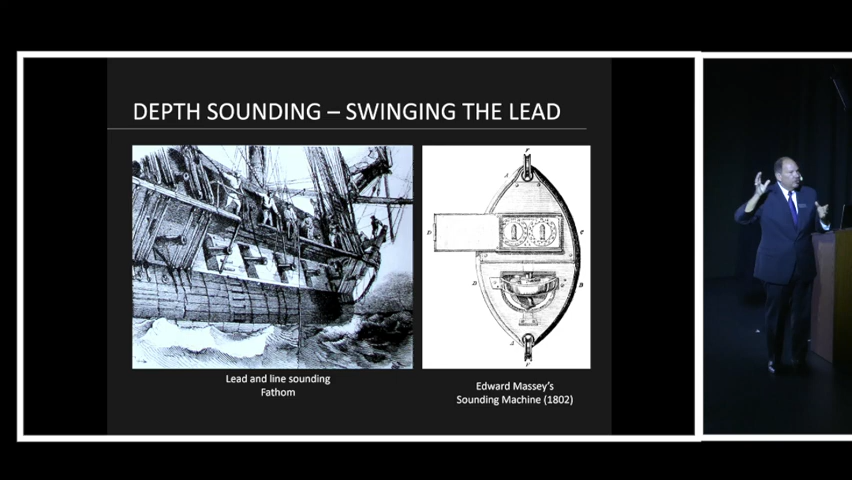 DEPTH SOUNDING – SWINGING THE LEAD
Lead and line sounding
Fathom
Edward Massey's
Sounding Machine (1802)